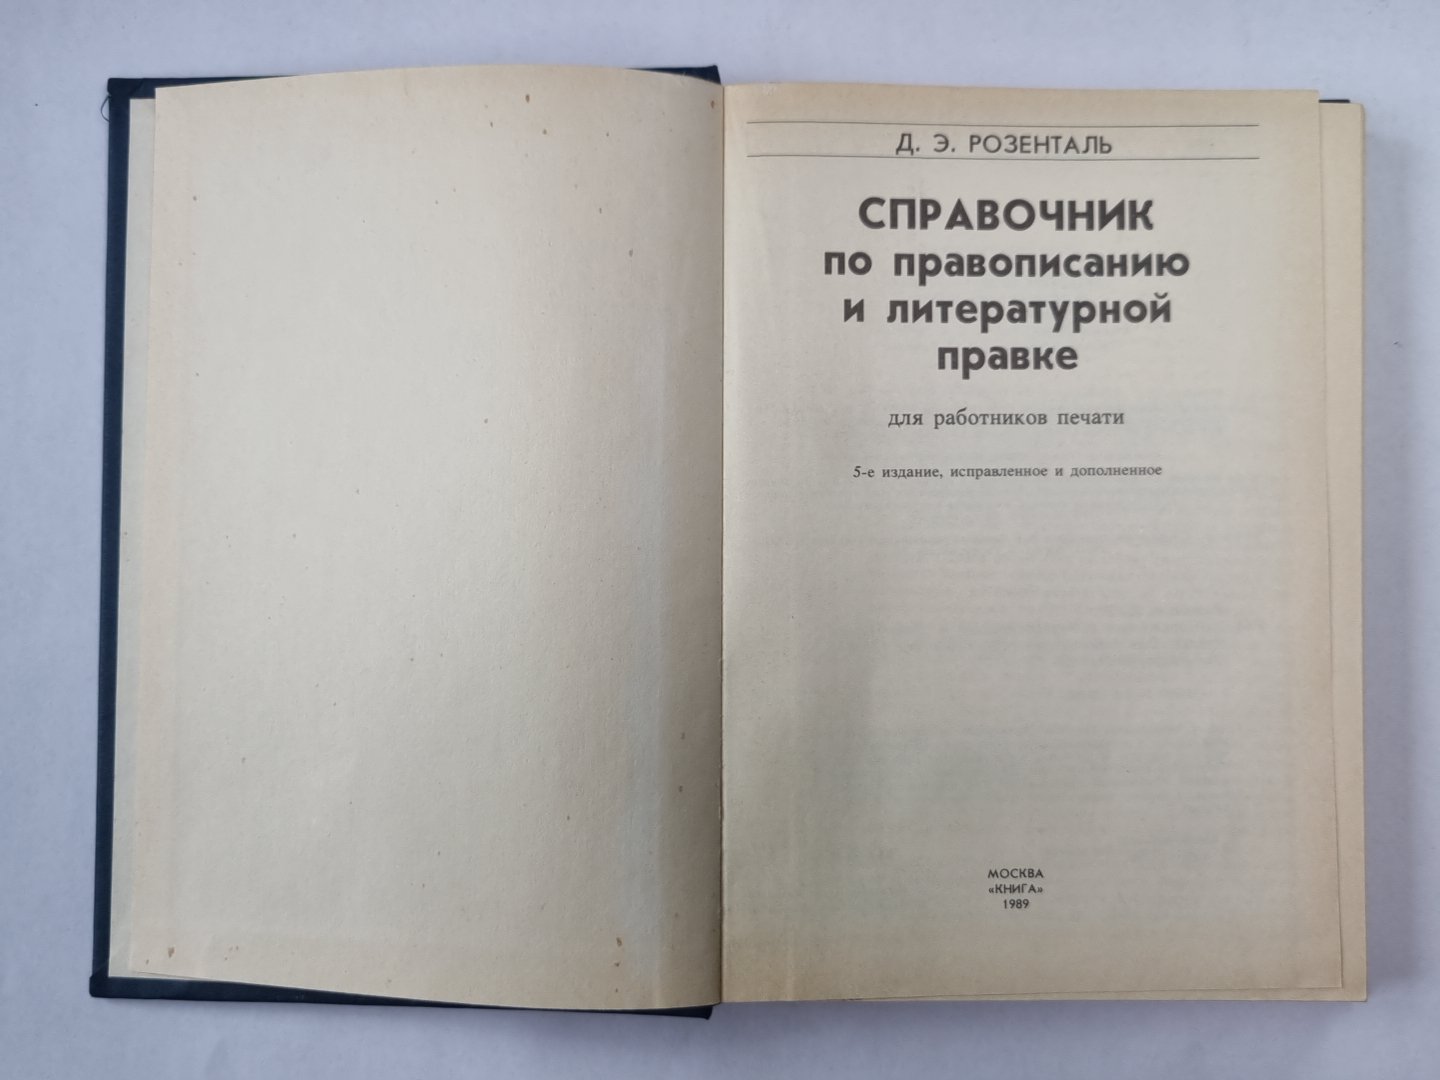 Д. Э. РОЗЕНТАЛЬ
СПРАВОЧНИК
по правописанию
и литературной
правке
для работников печати
5-е издание, исправленное и дополненное
МОСКВА
«КНИГА»
1989